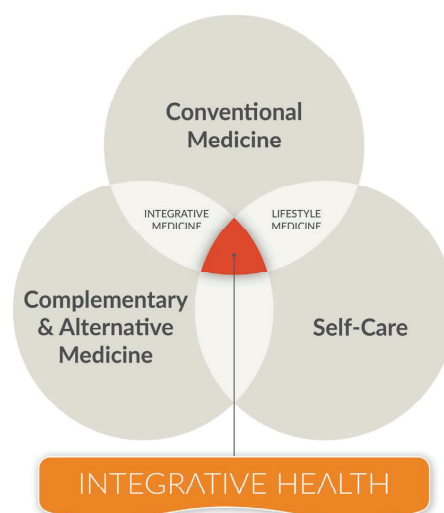 Conventional
Medicine
INTEGRATIVE
MEDICINE
LIFESTYLE
MEDICINE
Complementary
& Alternative
Medicine
Self-Care
INTEGRATIVE HEALTH